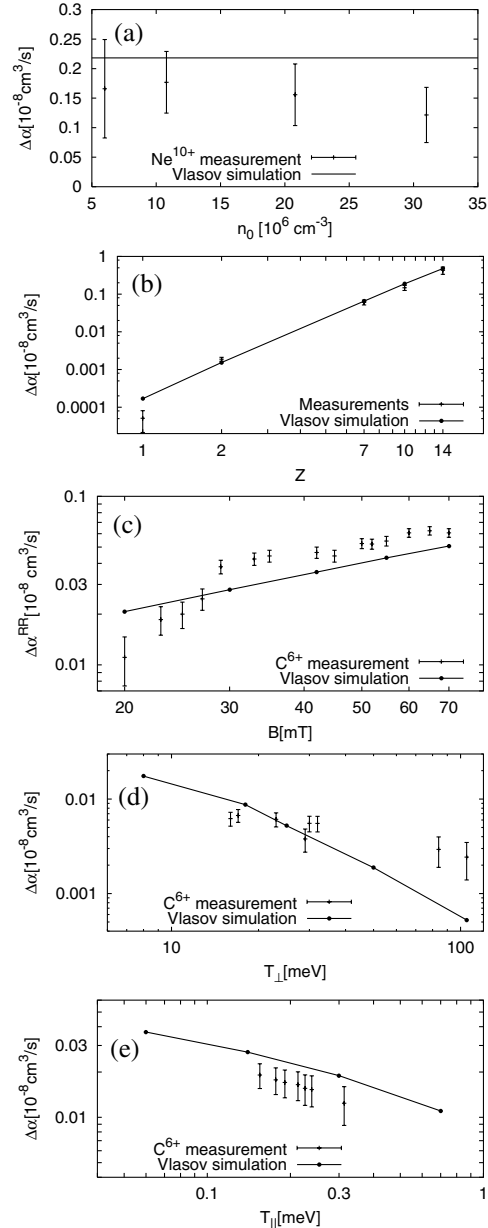 (a)
0.3
0.25
0.2
0.15
0.1
0.05
0
Δα[10⁻⁸cm³/s]
Ne¹⁰⁺ measurement
Vlasov simulation
5 10 15 20 25 30 35
n₀ [10⁶ cm⁻³]
(b)
1
0.1
0.01
0.001
0.0001
Δα [10⁻⁸cm³/s]
Measurements
Vlasov simulation
1 2 7 10 14
Z
(c)
0.1
0.03
0.01
Δα^RR[10⁻⁸ cm³/s]
C⁶⁺ measurement
Vlasov simulation
20 30 40 50 60 70
B[mT]
(d)
0.01
0.001
Δα[10⁻⁸cm³/s]
C⁶⁺ measurement
Vlasov simulation
10 100
T⊥[meV]
(e)
0.03
0.01
Δα[10⁻⁸cm³/s]
C⁶⁺ measurement
Vlasov simulation
0.1 0.3 1
T||[meV]